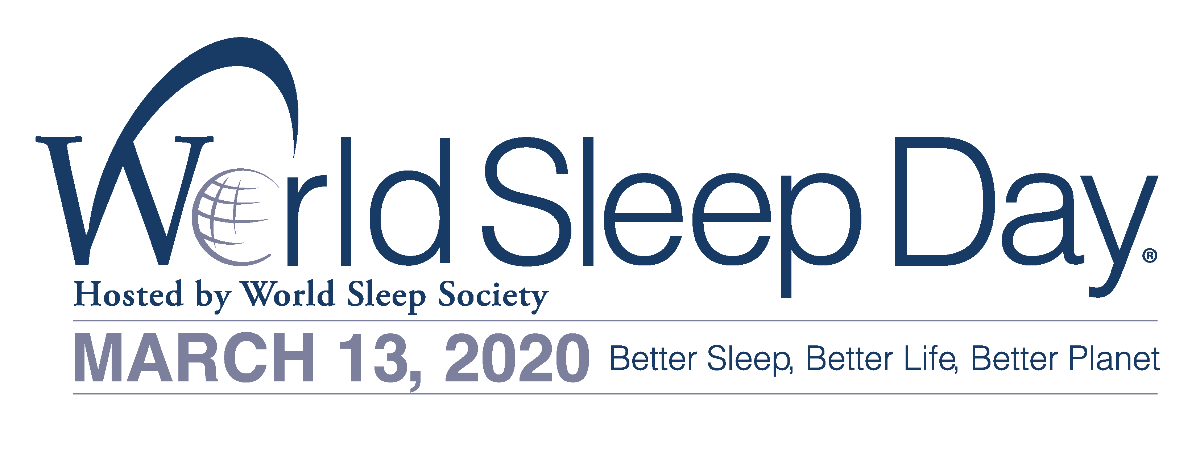 World Sleep Day®
Hosted by World Sleep Society
MARCH 13, 2020 Better Sleep, Better Life, Better Planet